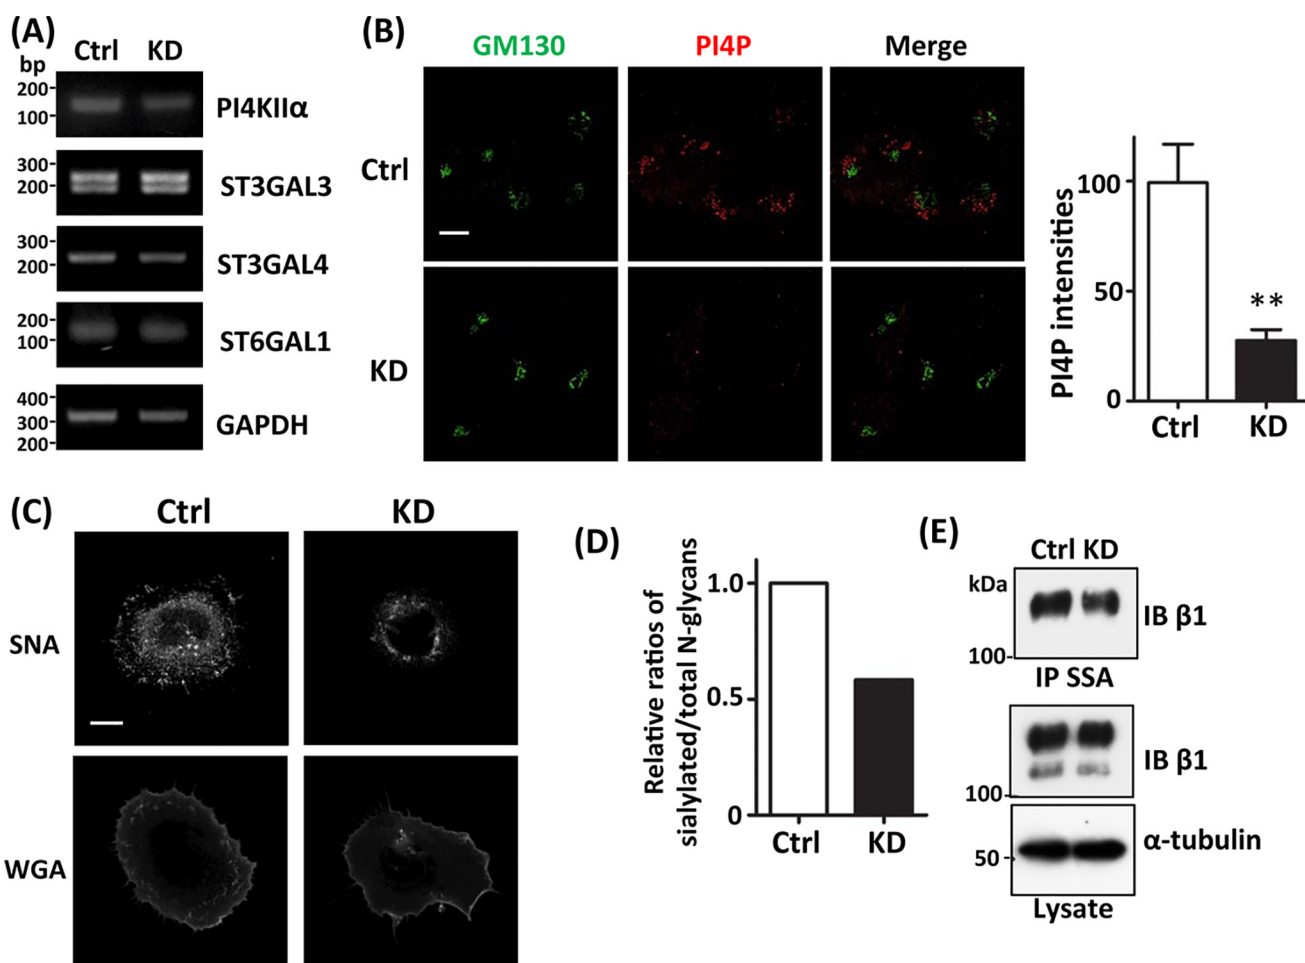 (A)
Ctrl KD
bp
200
100
PI4KIIα
300
200
ST3GAL3
300
200
ST3GAL4
200
100
ST6GAL1
400
300
200
GAPDH
(B)
GM130 PI4P Merge
Ctrl
KD
PI4P intensities
100
50
0
**
Ctrl KD
(C)
Ctrl KD
SNA
WGA
(D)
Relative ratios of
sialylated/total N-glycans
1.0
0.5
0
Ctrl KD
(E)
Ctrl KD
kDa
IB β1
100
IP SSA
IB β1
100
α-tubulin
50
Lysate